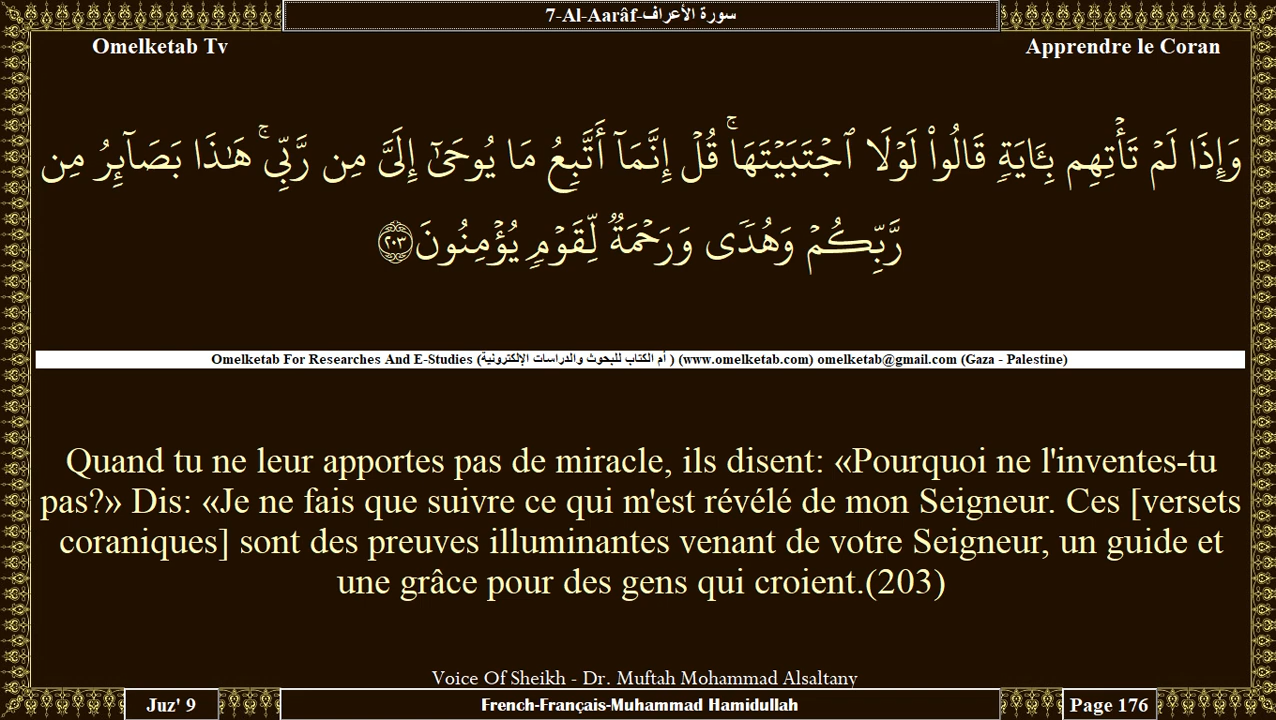 7-Al-Aarâf-سورة الأعراف
Omelketab Tv
Apprendre le Coran
وَإِذَا لَمْ تَأْتِهِم بِـَٔايَةٍ قَالُوا۟ لَوْلَا ٱجْتَبَيْتَهَا ۚ قُلْ إِنَّمَآ أَتَّبِعُ مَا يُوحَىٰٓ إِلَىَّ مِن رَّبِّى ۚ هَـٰذَا بَصَآئِرُ مِن
رَّبِّكُمْ وَهُدًى وَرَحْمَةٌ لِّقَوْمٍ يُؤْمِنُونَ ٢٠٣
Omelketab For Researches And E-Studies (أم الكتاب للبحوث والدراسات الإلكترونية ) (www.omelketab.com) omelketab@gmail.com (Gaza - Palestine)
Quand tu ne leur apportes pas de miracle, ils disent: «Pourquoi ne l'inventes-tu
pas?» Dis: «Je ne fais que suivre ce qui m'est révélé de mon Seigneur. Ces [versets
coraniques] sont des preuves illuminantes venant de votre Seigneur, un guide et
une grâce pour des gens qui croient.(203)
Voice Of Sheikh - Dr. Muftah Mohammad Alsaltany
Juz' 9
French-Français-Muhammad Hamidullah
Page 176